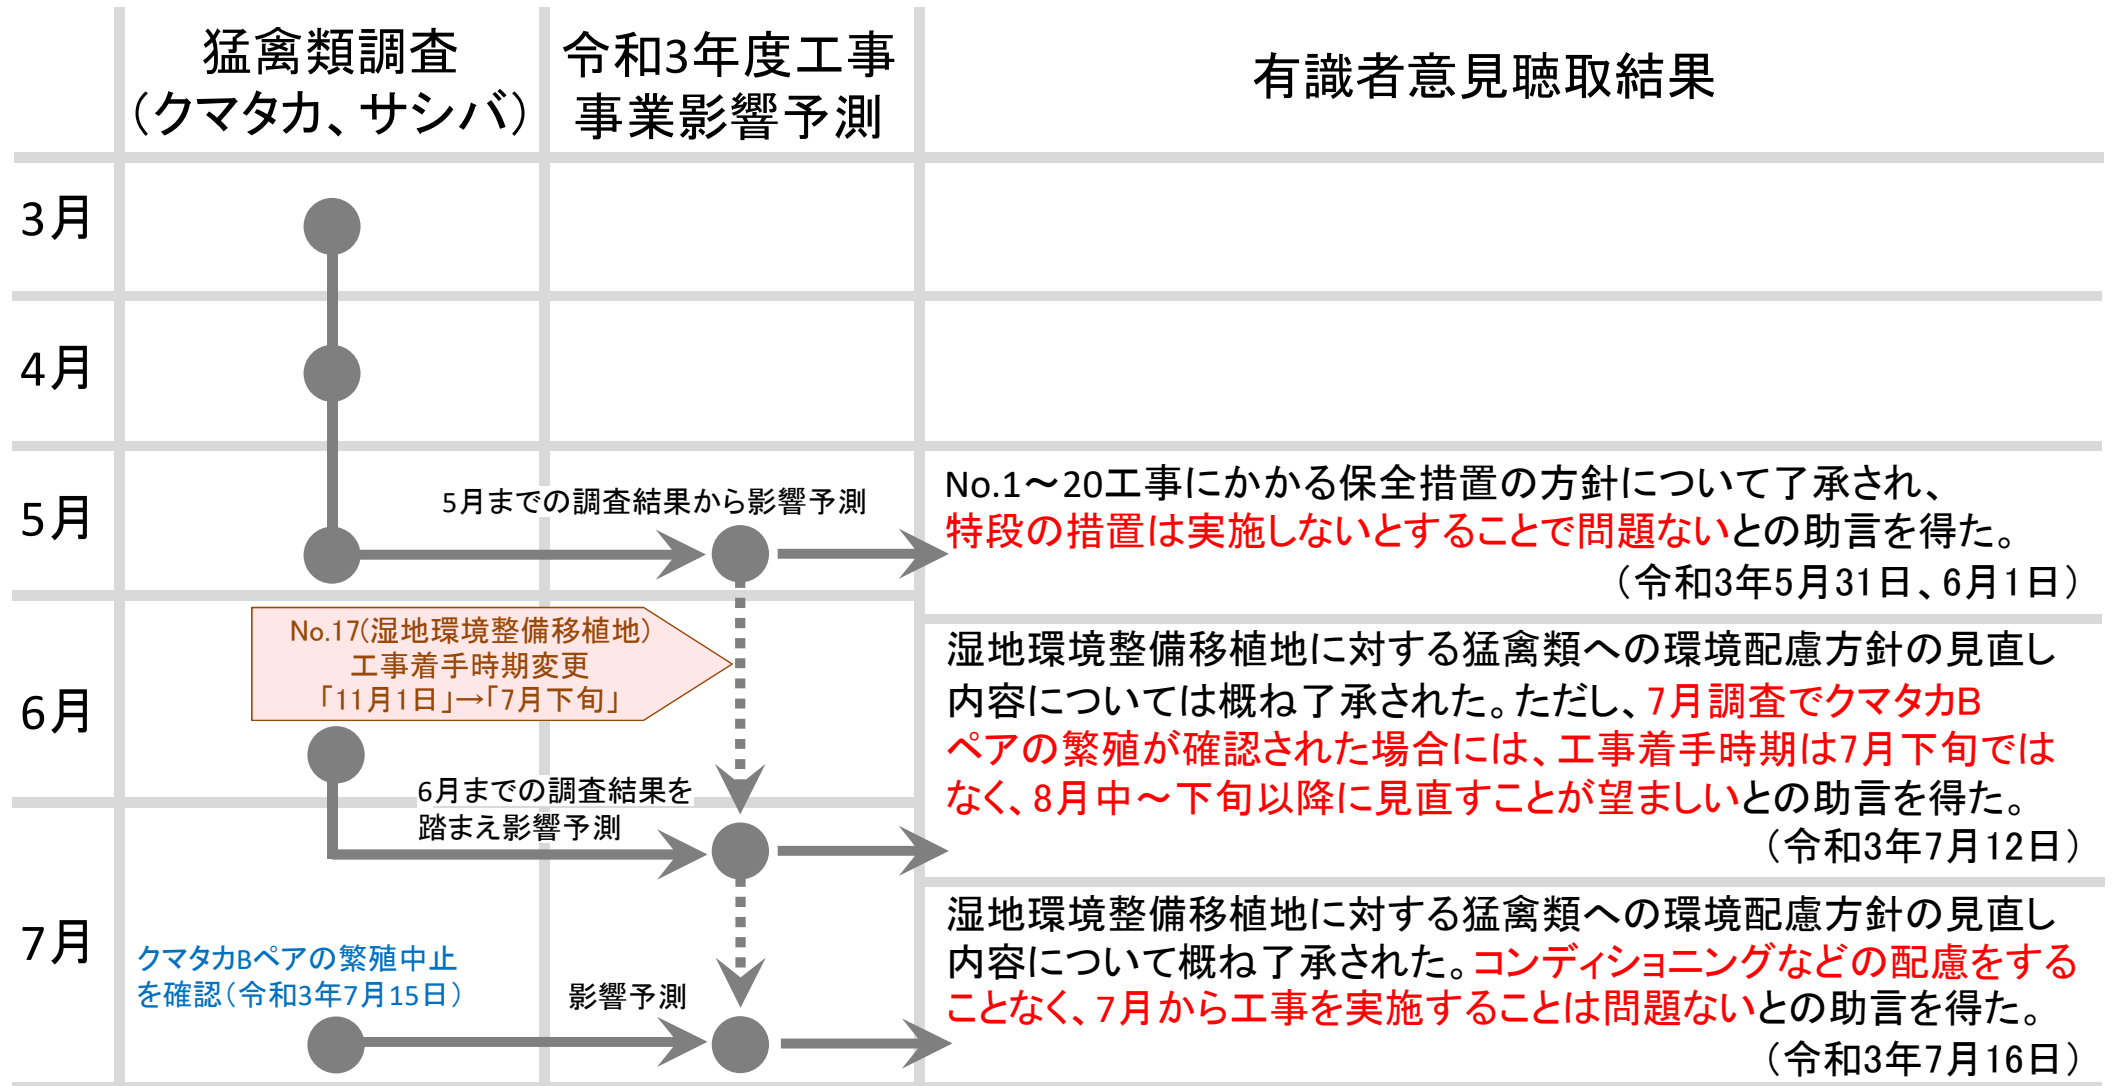 猛禽類調査
（クマタカ、サシバ）
令和3年度工事
事業影響予測
有識者意見聴取結果
3月
4月
5月
5月までの調査結果から影響予測
No.1～20工事にかかる保全措置の方針について了承され、
特段の措置は実施しないとすることで問題ないとの助言を得た。
（令和3年5月31日、6月1日）
6月
No.17(湿地環境整備移植地)
工事着手時期変更
「11月1日」→「7月下旬」
6月までの調査結果を
踏まえ影響予測
湿地環境整備移植地に対する猛禽類への環境配慮方針の見直し
内容については概ね了承された。ただし、7月調査でクマタカB
ペアの繁殖が確認された場合には、工事着手時期は7月下旬では
なく、8月中～下旬以降に見直すことが望ましいとの助言を得た。
（令和3年7月12日）
7月
クマタカBペアの繁殖中止
を確認（令和3年7月15日）
影響予測
湿地環境整備移植地に対する猛禽類への環境配慮方針の見直し
内容について概ね了承された。コンディショニングなどの配慮をする
ことなく、7月から工事を実施することは問題ないとの助言を得た。
（令和3年7月16日）